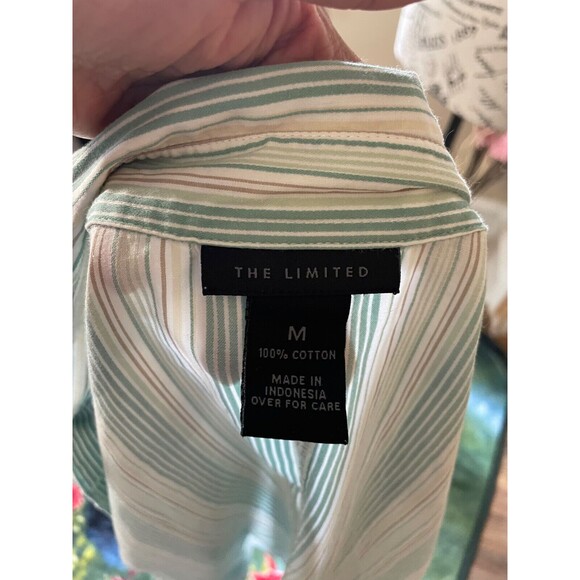 THE LIMITED
M
100% COTTON
MADE IN
INDONESIA
OVER FOR CARE